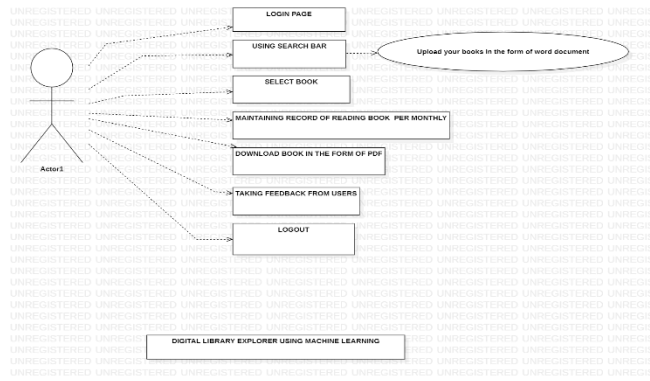 LOGIN PAGE
USING SEARCH BAR
Upload your books in the form of word document
SELECT BOOK
MAINTAINING RECORD OF READING BOOK PER MONTHLY
DOWNLOAD BOOK IN THE FORM OF PDF
Actor1
TAKING FEEDBACK FROM USERS
LOGOUT
DIGITAL LIBRARY EXPLORER USING MACHINE LEARNING
UNREGISTERED